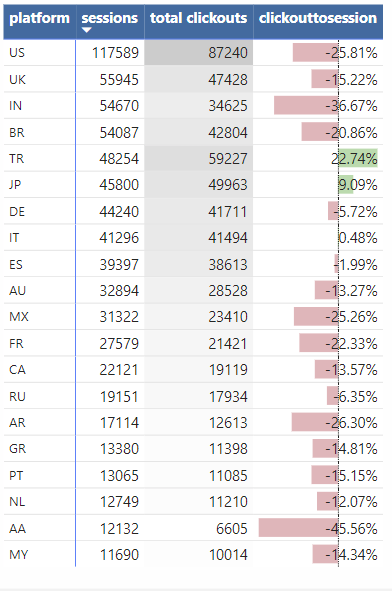 platform sessions total clickouts clickouttosession
US 117589 87240 -25.81%
UK 55945 47428 -15.22%
IN 54670 34625 -36.67%
BR 54087 42804 -20.86%
TR 48254 59227 22.74%
JP 45800 49963 9.09%
DE 44240 41711 -5.72%
IT 41296 41494 0.48%
ES 39397 38613 -1.99%
AU 32894 28528 -13.27%
MX 31322 23410 -25.26%
FR 27579 21421 -22.33%
CA 22121 19119 -13.57%
RU 19151 17934 -6.35%
AR 17114 12613 -26.30%
GR 13380 11398 -14.81%
PT 13065 11085 -15.15%
NL 12749 11210 -12.07%
AA 12132 6605 -45.56%
MY 11690 10014 -14.34%